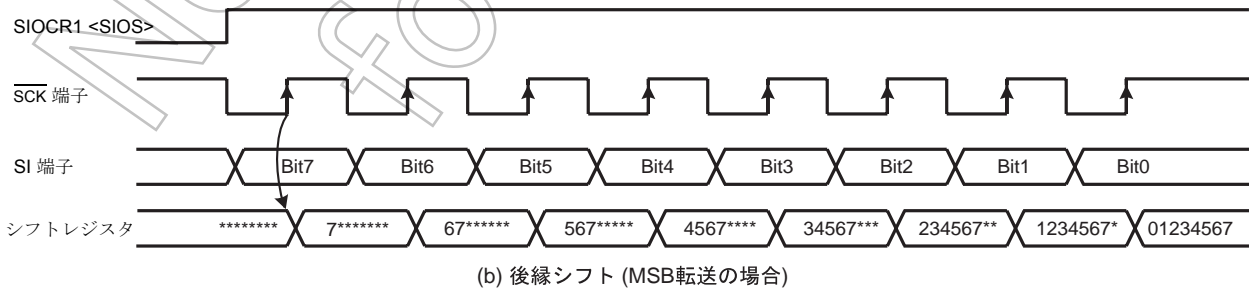 SIOCR1 <SIOS>
SCK 端子
SI 端子 Bit7 Bit6 Bit5 Bit4 Bit3 Bit2 Bit1 Bit0
シフトレジスタ ******** 7******* 67****** 567***** 4567**** 34567*** 234567** 1234567* 01234567
(b) 後縁シフト (MSB転送の場合)